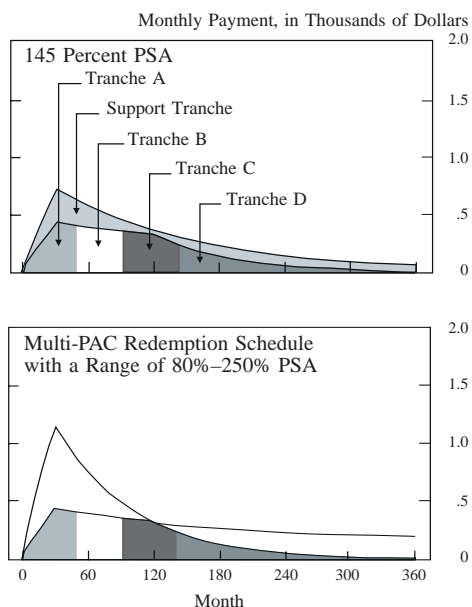 Monthly Payment, in Thousands of Dollars
2.0
145 Percent PSA
Tranche A
Support Tranche
Tranche B
Tranche C
Tranche D
1.5
1.0
.5
0
Multi-PAC Redemption Schedule
with a Range of 80%–250% PSA
2.0
1.5
1.0
.5
0
0 60 120 180 240 300 360
Month